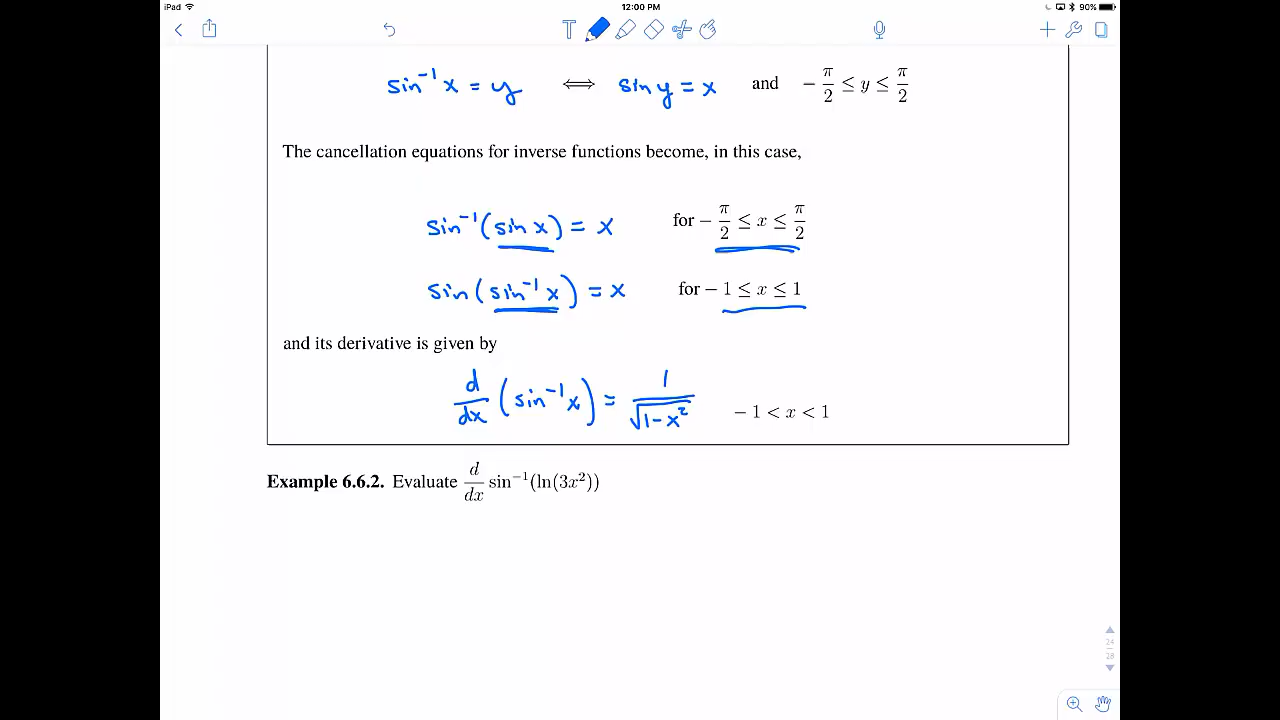 iPad 12:00 PM 90%
T
sin⁻¹ x = y ⟺ sin y = x and −π/2 ≤ y ≤ π/2
The cancellation equations for inverse functions become, in this case,
sin⁻¹(sin x) = x for −π/2 ≤ x ≤ π/2
sin(sin⁻¹ x) = x for −1 ≤ x ≤ 1
and its derivative is given by
d/dx (sin⁻¹ x) = 1/√(1−x²) −1 < x < 1
Example 6.6.2. Evaluate d/dx sin⁻¹(ln(3x²))
24
26